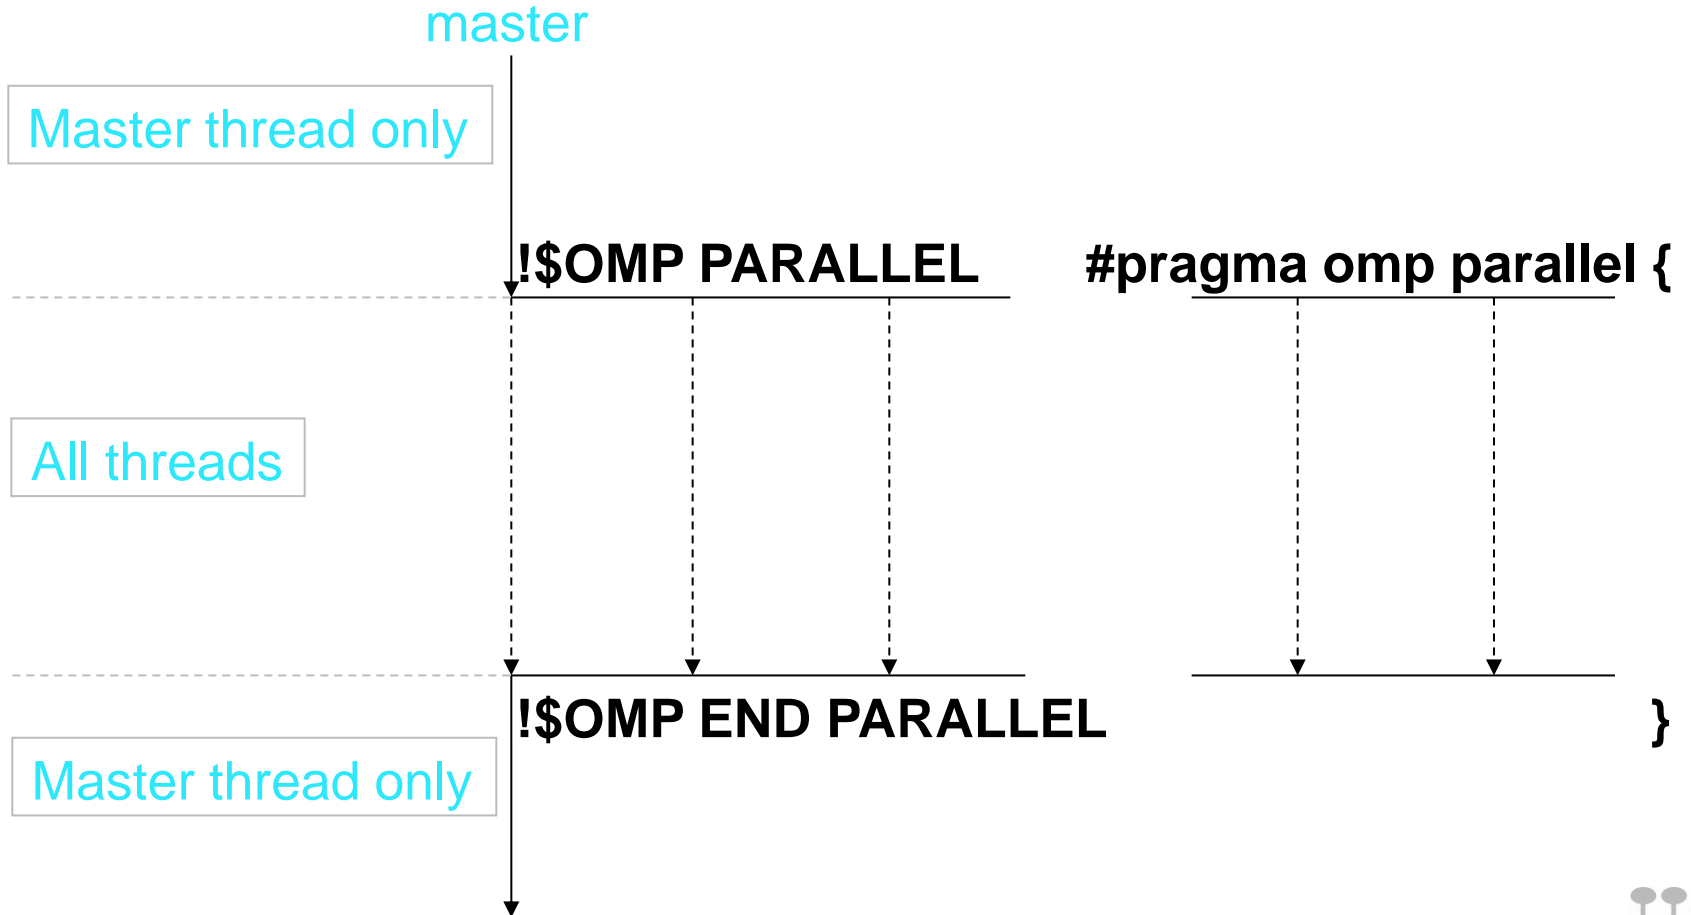 master
Master thread only
!$OMP PARALLEL #pragma omp parallel {
All threads
!$OMP END PARALLEL }
Master thread only